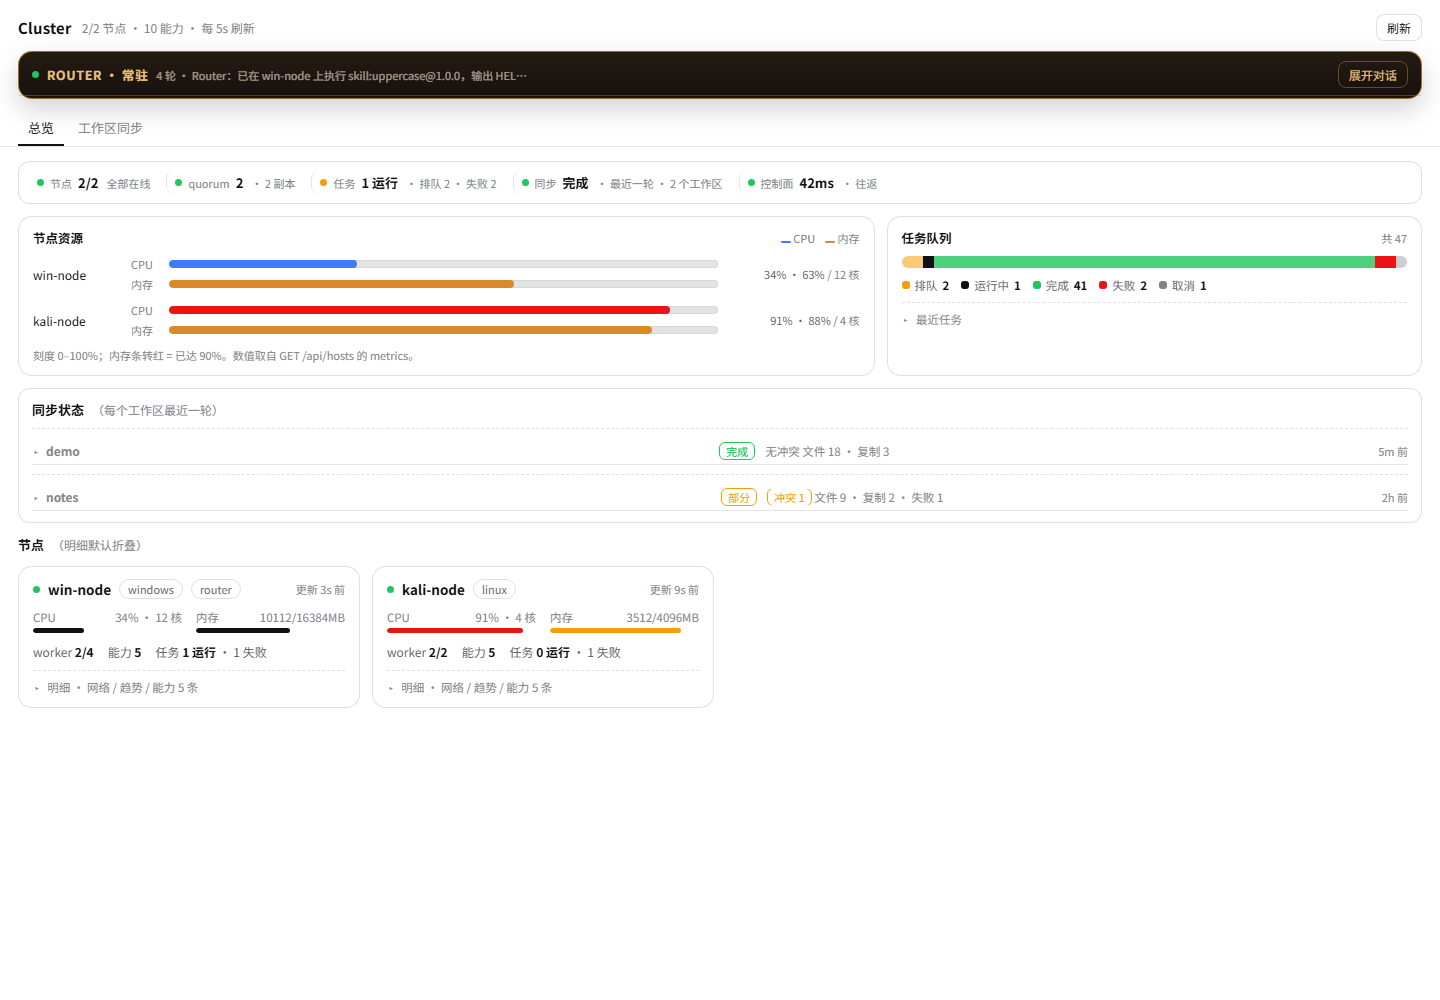 Cluster 2/2 节点 · 10 能力 · 每 5s 刷新 刷新
ROUTER · 常驻 4 轮 · Router：已在 win-node 上执行 skill:uppercase@1.0.0，输出 HEL… 展开对话
总览 工作区同步
节点 2/2 全部在线 quorum 2 · 2 副本 任务 1 运行 · 排队 2 · 失败 2 同步 完成 · 最近一轮 · 2 个工作区 控制面 42ms · 往返
节点资源 CPU 内存
win-node CPU 内存 34% · 63% / 12 核
kali-node CPU 内存 91% · 88% / 4 核
刻度 0–100%；内存条转红 = 已达 90%。数值取自 GET /api/hosts 的 metrics。
任务队列 共 47
排队 2 运行中 1 完成 41 失败 2 取消 1
▸ 最近任务
同步状态 （每个工作区最近一轮）
▸ demo 完成 无冲突 文件 18 · 复制 3 5m 前
▸ notes 部分 冲突 1 文件 9 · 复制 2 · 失败 1 2h 前
节点 （明细默认折叠）
win-node windows router 更新 3s 前
CPU 34% · 12 核 内存 10112/16384MB
worker 2/4 能力 5 任务 1 运行 · 1 失败
▸ 明细 · 网络 / 趋势 / 能力 5 条
kali-node linux 更新 9s 前
CPU 91% · 4 核 内存 3512/4096MB
worker 2/2 能力 5 任务 0 运行 · 1 失败
▸ 明细 · 网络 / 趋势 / 能力 5 条